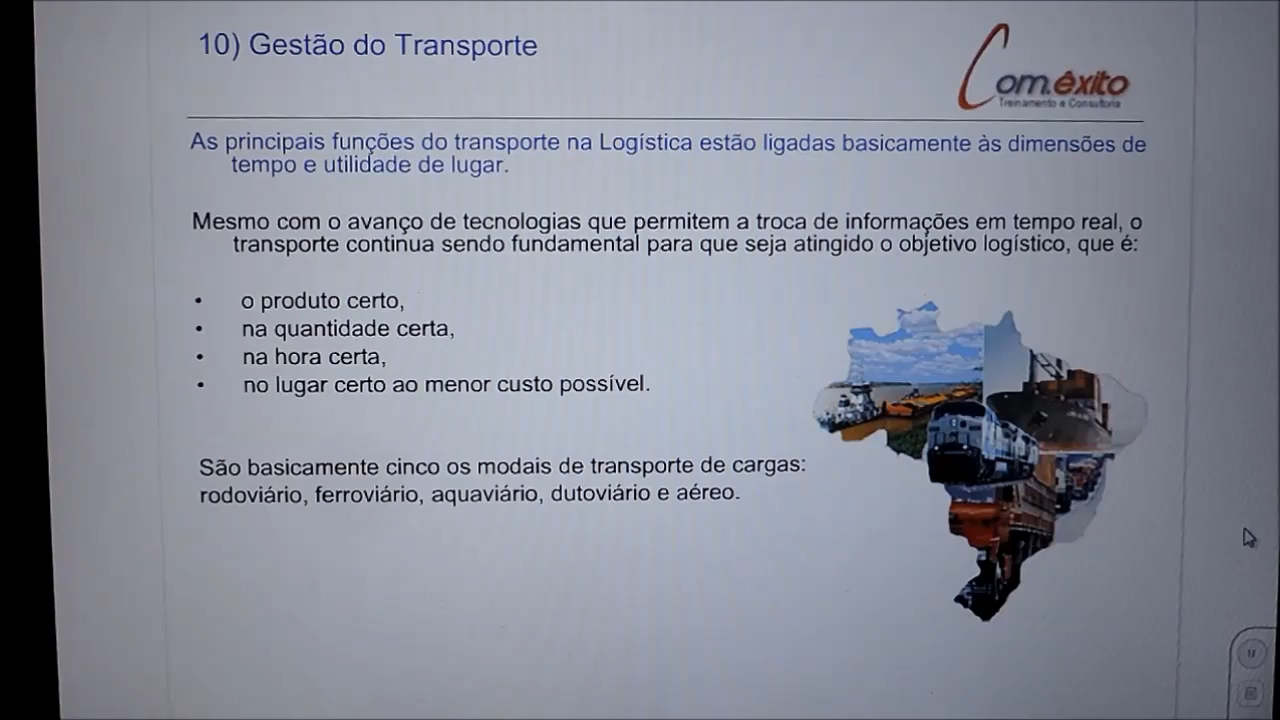 10) Gestão do Transporte
Com.êxito
Treinamento e Consultoria
As principais funções do transporte na Logística estão ligadas basicamente às dimensões de
tempo e utilidade de lugar.
Mesmo com o avanço de tecnologias que permitem a troca de informações em tempo real, o
transporte continua sendo fundamental para que seja atingido o objetivo logístico, que é:
• o produto certo,
• na quantidade certa,
• na hora certa,
• no lugar certo ao menor custo possível.
São basicamente cinco os modais de transporte de cargas:
rodoviário, ferroviário, aquaviário, dutoviário e aéreo.